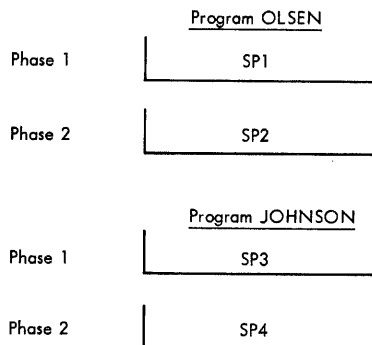 Program OLSEN
Phase 1 SP1
Phase 2 SP2
Program JOHNSON
Phase 1 SP3
Phase 2 SP4